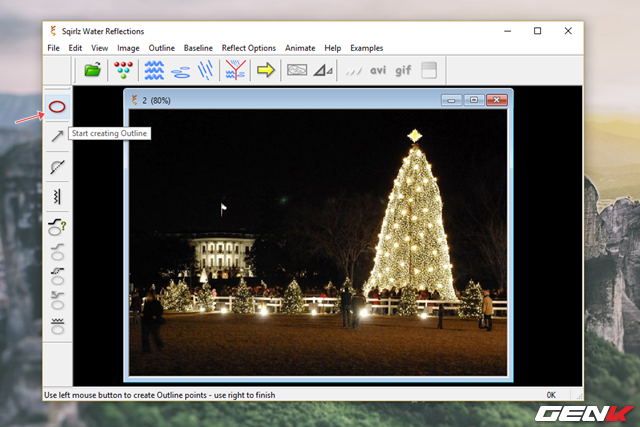 Sqirlz Water Reflections
File Edit View Image Outline Baseline Reflect Options Animate Help Examples
avi gif
2 (80%)
Start creating Outline
?
Use left mouse button to create Outline points - use right to finish
0K
GENK